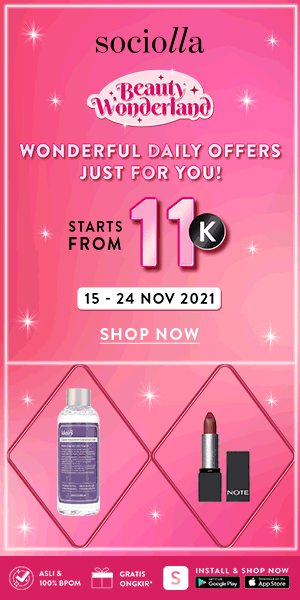 sociolla
Beauty
Wonderland
WONDERFUL DAILY OFFERS
JUST FOR YOU!
STARTS
FROM
11K
15 - 24 NOV 2021
SHOP NOW
NOTE
ASLI &
100% BPOM
GRATIS
ONGKIR*
S
INSTALL & SHOP NOW
Google Play
App Store